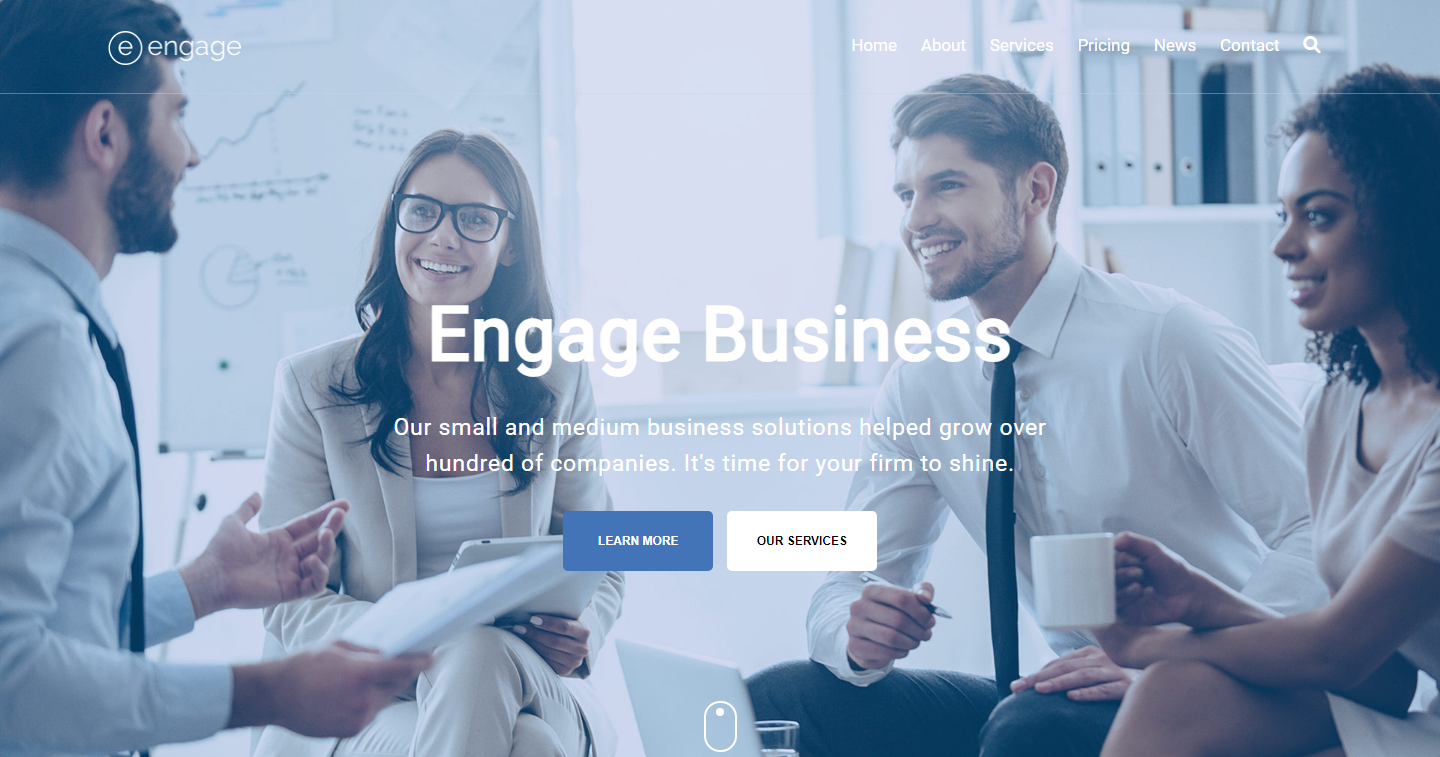 e engage
Home About Services Pricing News Contact
Engage Business
Our small and medium business solutions helped grow over
hundred of companies. It's time for your firm to shine.
LEARN MORE OUR SERVICES